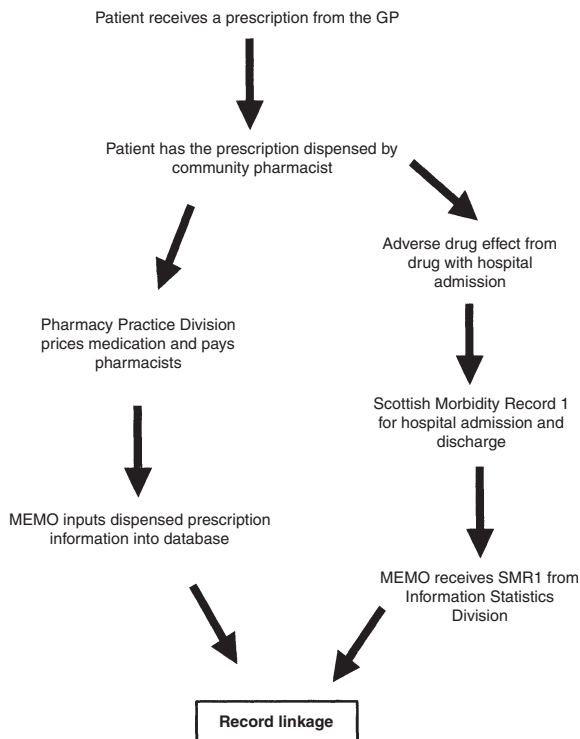 Patient receives a prescription from the GP
Patient has the prescription dispensed by
community pharmacist
Adverse drug effect from
drug with hospital
admission
Pharmacy Practice Division
prices medication and pays
pharmacists
Scottish Morbidity Record 1
for hospital admission and
discharge
MEMO inputs dispensed prescription
information into database
MEMO receives SMR1 from
Information Statistics
Division
Record linkage